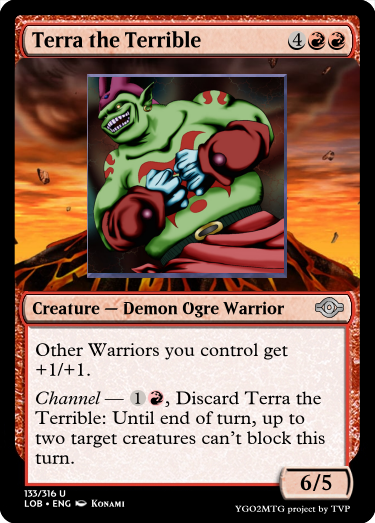 Terra the Terrible 4
Creature — Demon Ogre Warrior
Other Warriors you control get
+1/+1.
Channel — 1, Discard Terra the
Terrible: Until end of turn, up to
two target creatures can't block this
turn.
6/5
133/316 U
LOB • ENG KONAMI
YGO2MTG project by TVP